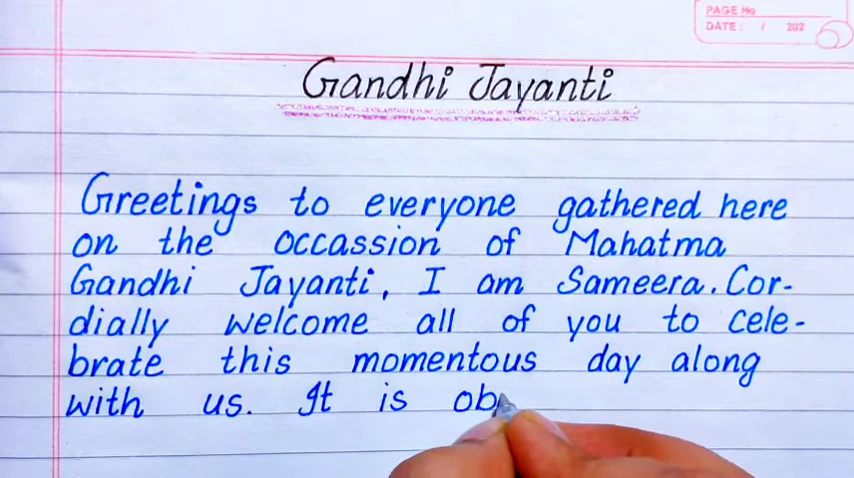 PAGE No
DATE: / 202
Gandhi Jayanti
Greetings to everyone gathered here
on the occassion of Mahatma
Gandhi Jayanti, I am Sameera. Cor-
dially welcome all of you to cele-
brate this momentous day along
with us. It is ob